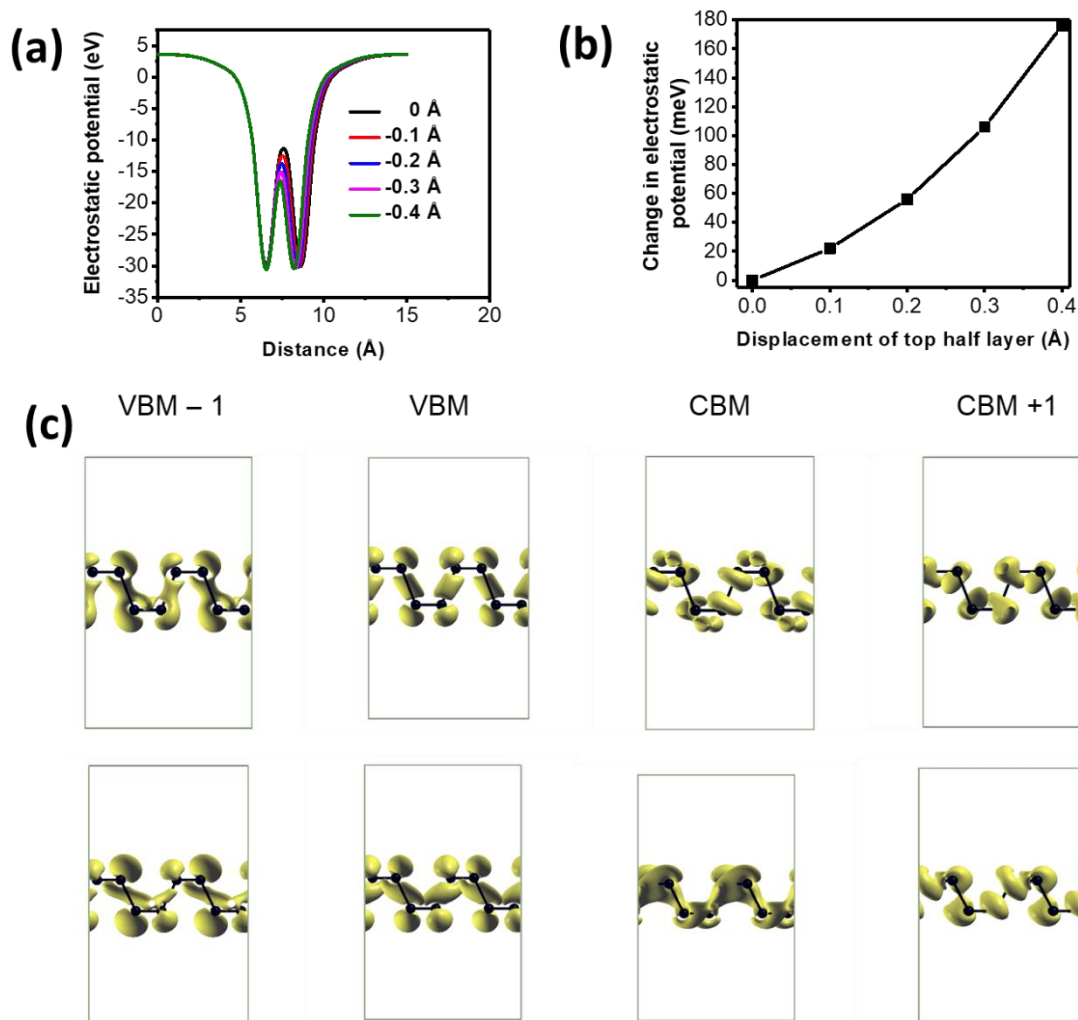 (a)
Electrostatic potential (eV)
5
0
-5
-10
-15
-20
-25
-30
-35
0 Å
-0.1 Å
-0.2 Å
-0.3 Å
-0.4 Å
0
5
10
15
20
Distance (Å)
(b)
Change in electrostatic
potential (meV)
180
160
140
120
100
80
60
40
20
0
0.0
0.1
0.2
0.3
0.4
Displacement of top half layer (Å)
(c)
VBM – 1
VBM
CBM
CBM +1